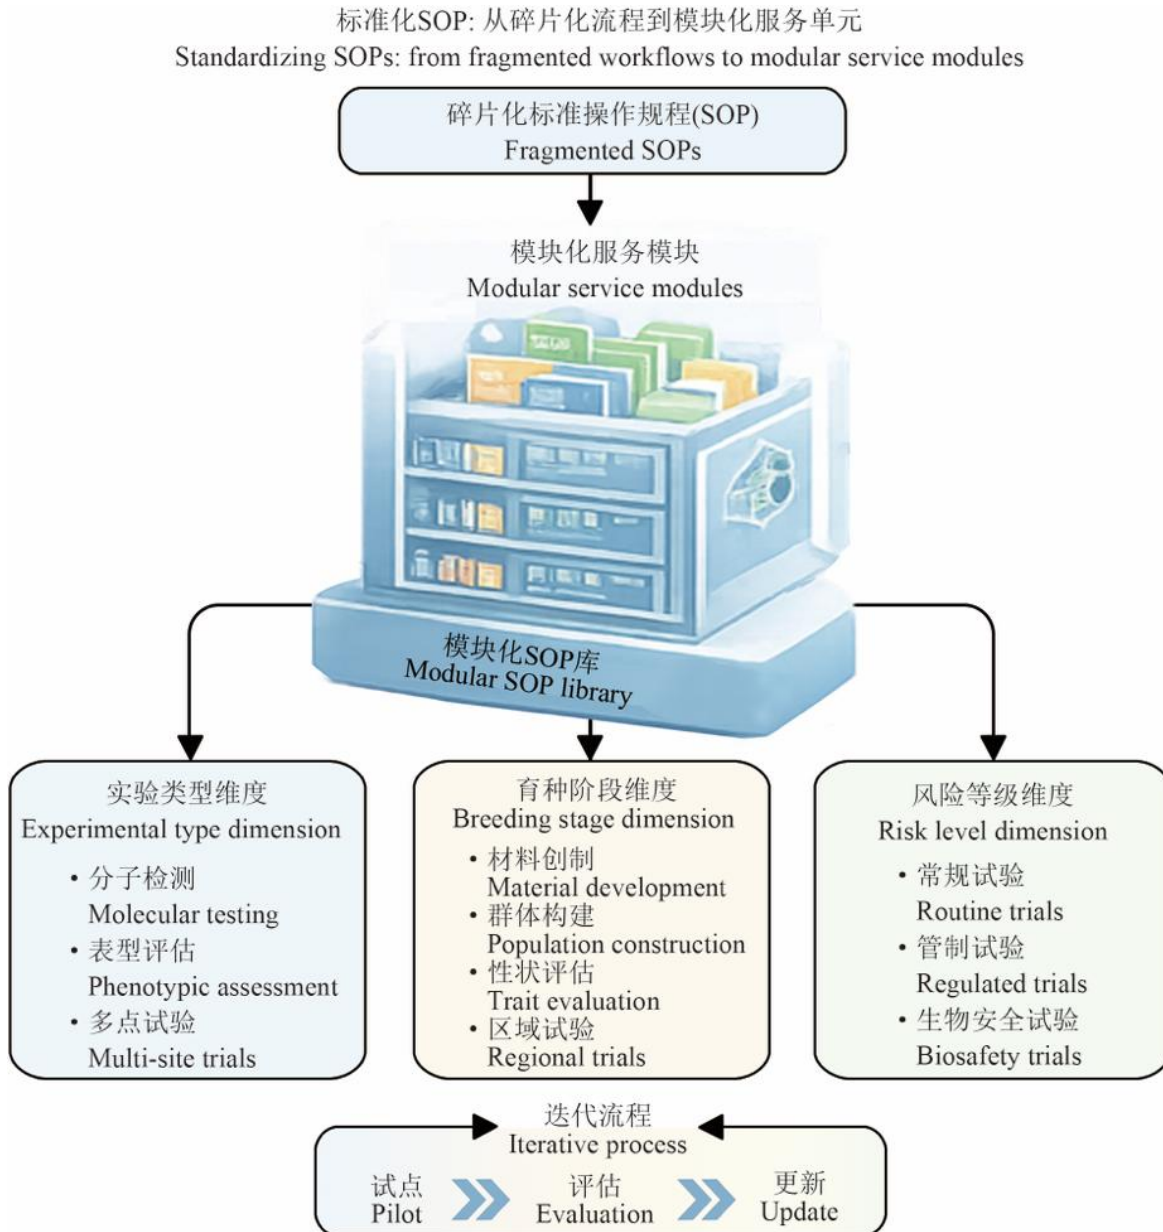 标准化SOP: 从碎片化流程到模块化服务单元
Standardizing SOPs: from fragmented workflows to modular service modules
碎片化标准操作规程(SOP)
Fragmented SOPs
模块化服务模块
Modular service modules
模块化SOP库
Modular SOP library
实验类型维度
Experimental type dimension
• 分子检测
Molecular testing
• 表型评估
Phenotypic assessment
• 多点试验
Multi-site trials
育种阶段维度
Breeding stage dimension
• 材料创制
Material development
• 群体构建
Population construction
• 性状评估
Trait evaluation
• 区域试验
Regional trials
风险等级维度
Risk level dimension
• 常规试验
Routine trials
• 管制试验
Regulated trials
• 生物安全试验
Biosafety trials
迭代流程
Iterative process
试点
Pilot
评估
Evaluation
更新
Update